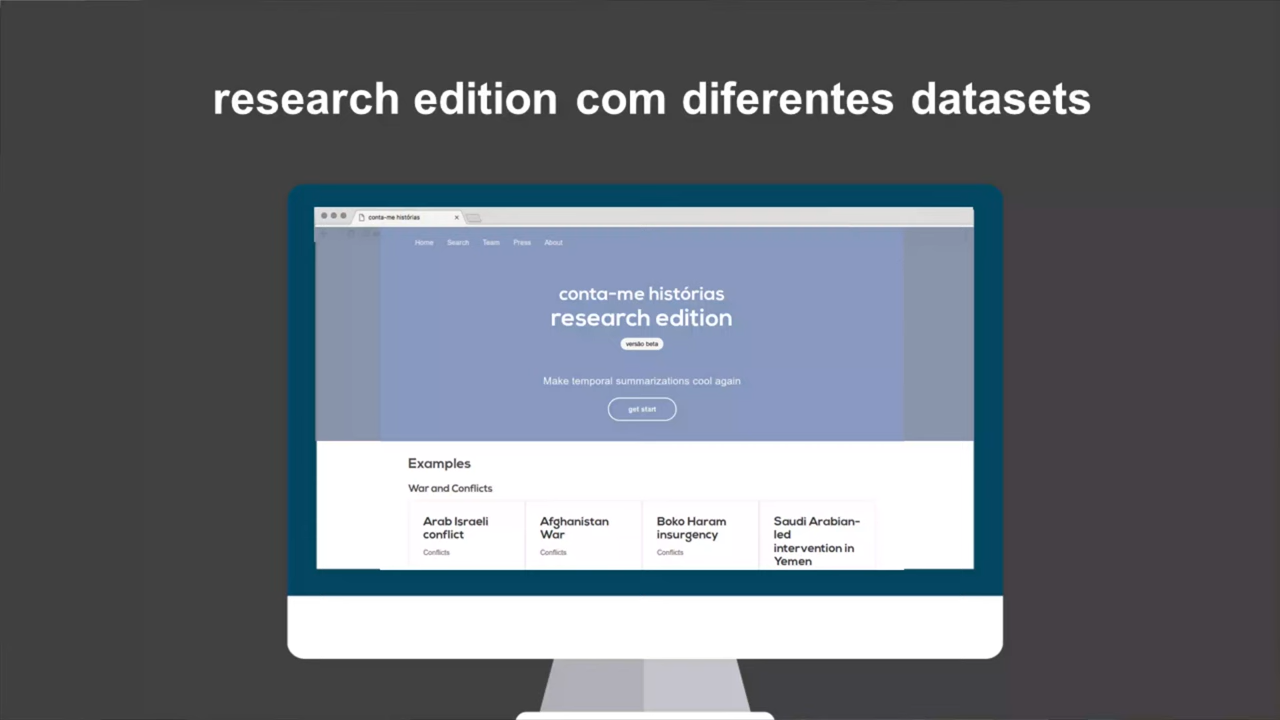 research edition com diferentes datasets
conta-me histórias
Home Search Team Press About
conta-me histórias
research edition
versão beta
Make temporal summarizations cool again
get start
Examples
War and Conflicts
Arab Israeli
conflict
Conflicts
Afghanistan
War
Conflicts
Boko Haram
insurgency
Conflicts
Saudi Arabian-
led
intervention in
Yemen